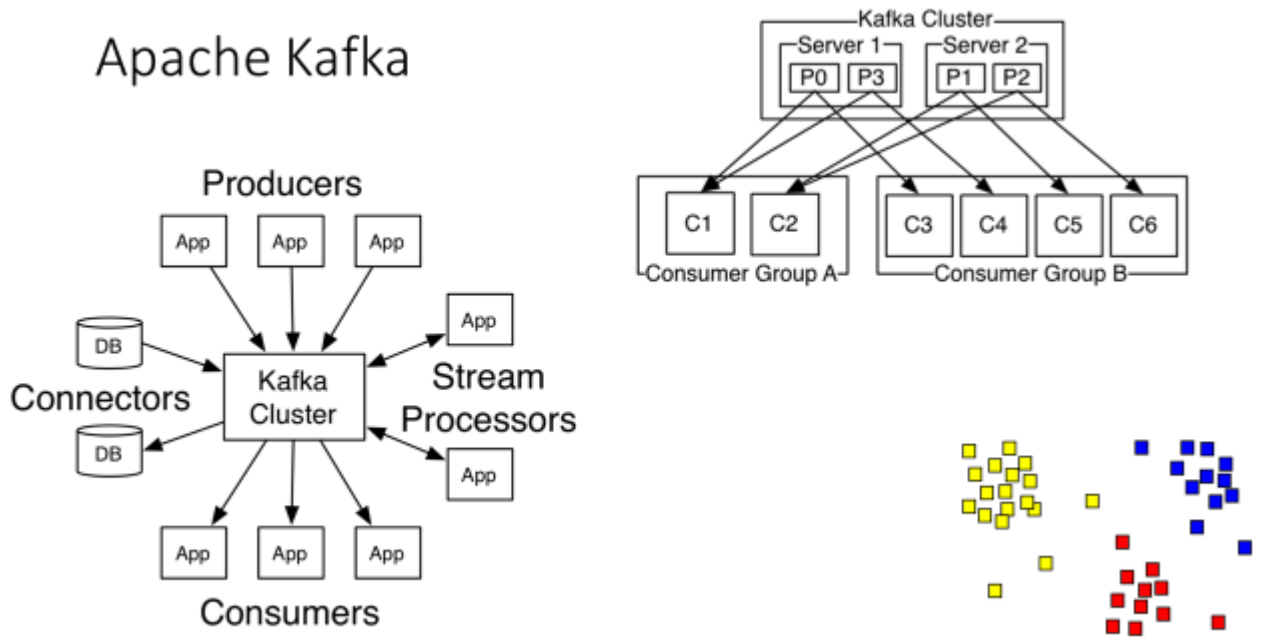 Apache Kafka
Producers
App App App
DB
App
Kafka
Cluster
Connectors
Stream
Processors
DB
App
App App App
Consumers
Kafka Cluster
Server 1 Server 2
P0 P3 P1 P2
C1 C2 C3 C4 C5 C6
Consumer Group A Consumer Group B